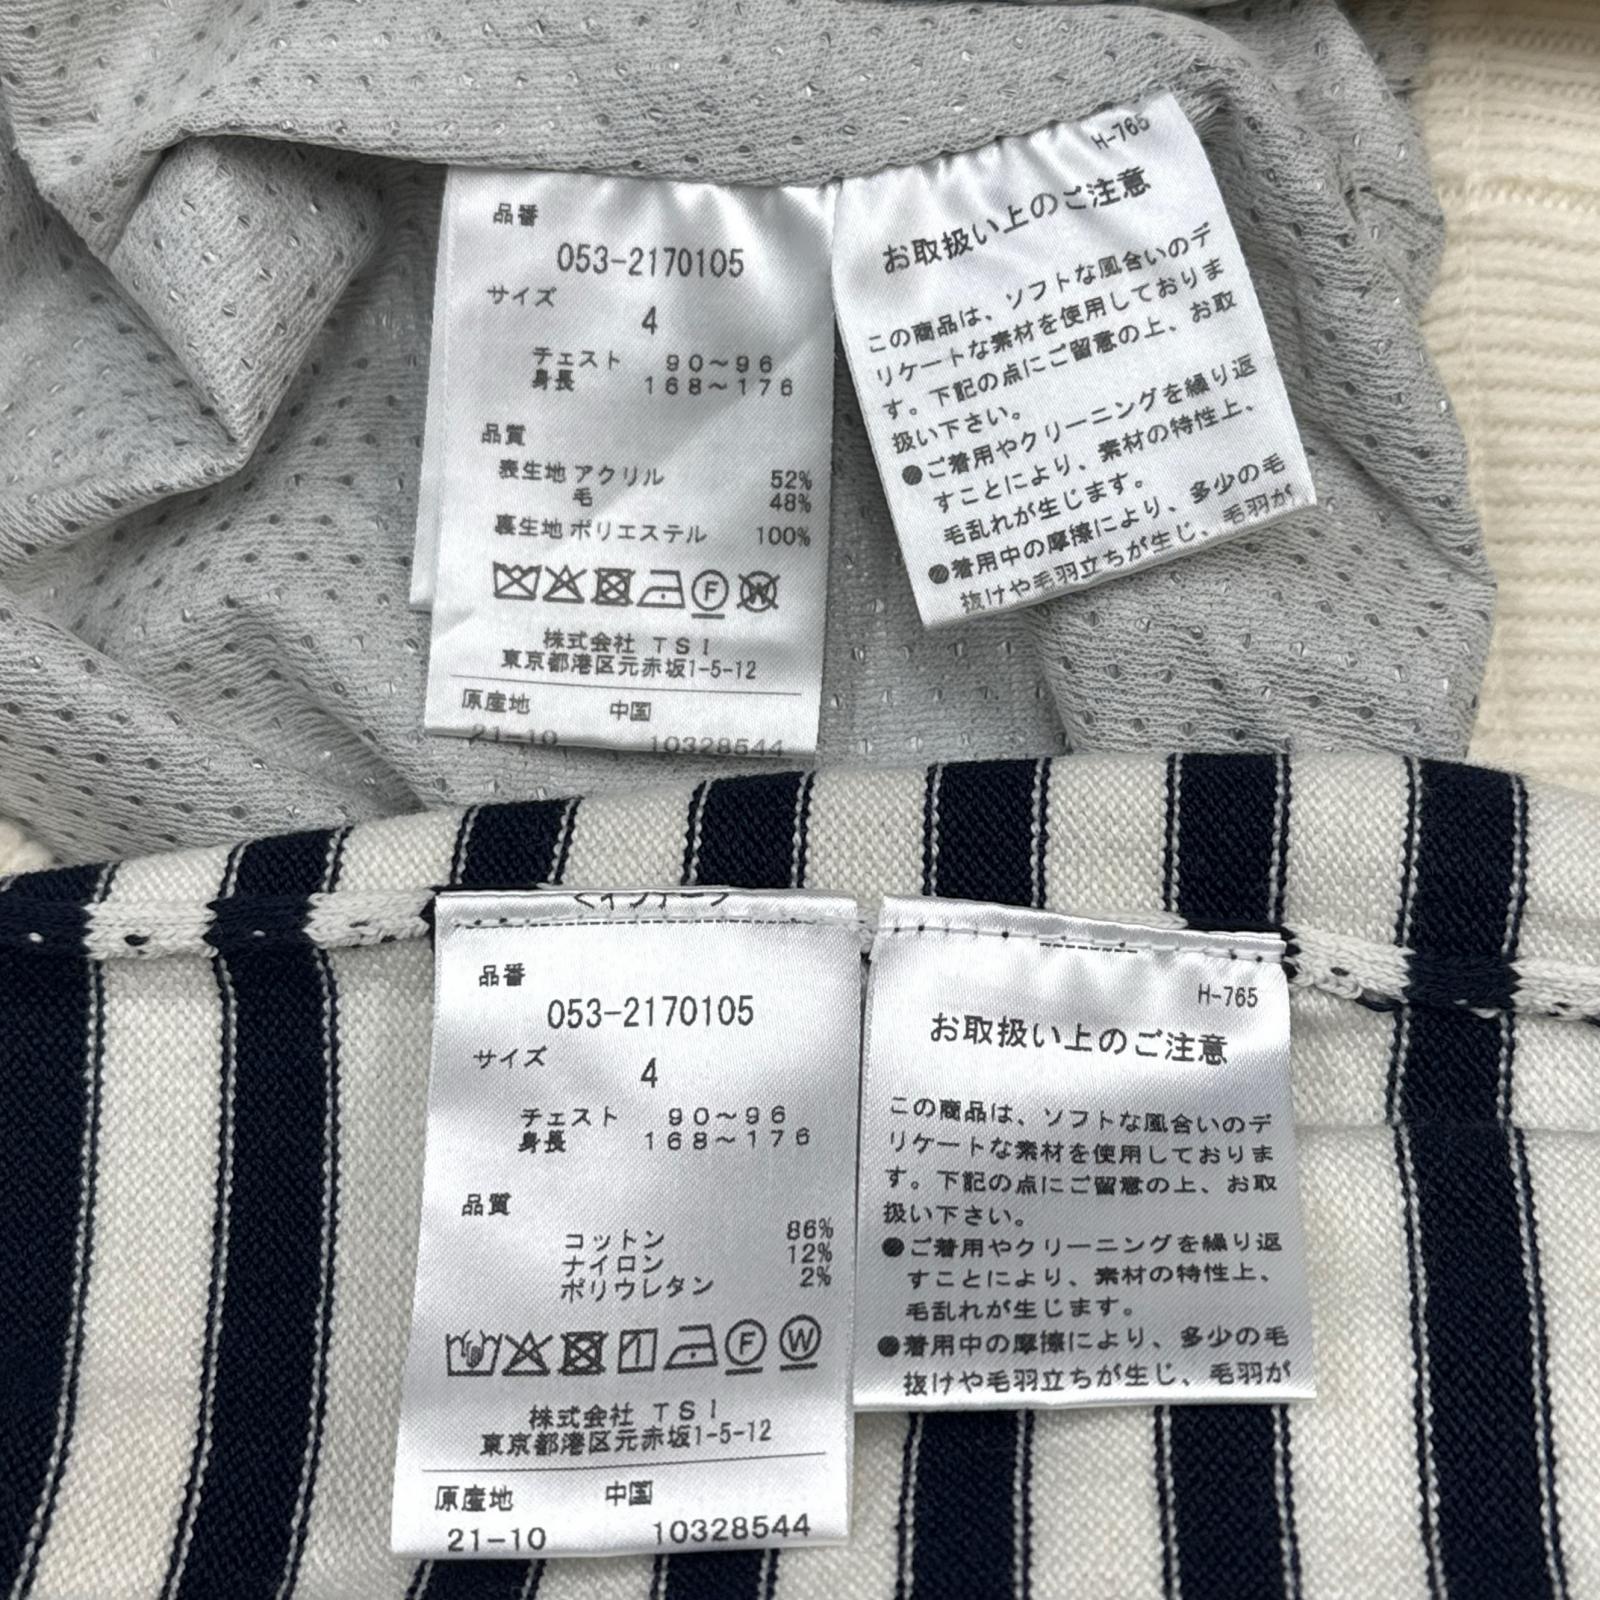 品番
053-2170105
サイズ
4
チェスト 90～96
身長 168～176
品質
表生地 アクリル 52%
毛 48%
裏生地 ポリエステル 100%
F W
株式会社 TSI
東京都港区元赤坂1-5-12
原産地 中国
21-10 10328544
H-765
お取扱い上のご注意
この商品は、ソフトな風合いのデ
リケートな素材を使用しておりま
す。下記の点にご留意の上、お取
扱い下さい。
●ご着用やクリーニングを繰り返
すことにより、素材の特性上、
毛乱れが生じます。
●着用中の摩擦により、多少の毛
抜けや毛羽立ちが生じ、毛羽が
品番
053-2170105
サイズ
4
チェスト 90～96
身長 168～176
品質
コットン 86%
ナイロン 12%
ポリウレタン 2%
F W
株式会社 TSI
東京都港区元赤坂1-5-12
原産地 中国
21-10 10328544
H-765
お取扱い上のご注意
この商品は、ソフトな風合いのデ
リケートな素材を使用しておりま
す。下記の点にご留意の上、お取
扱い下さい。
●ご着用やクリーニングを繰り返
すことにより、素材の特性上、
毛乱れが生じます。
●着用中の摩擦により、多少の毛
抜けや毛羽立ちが生じ、毛羽が